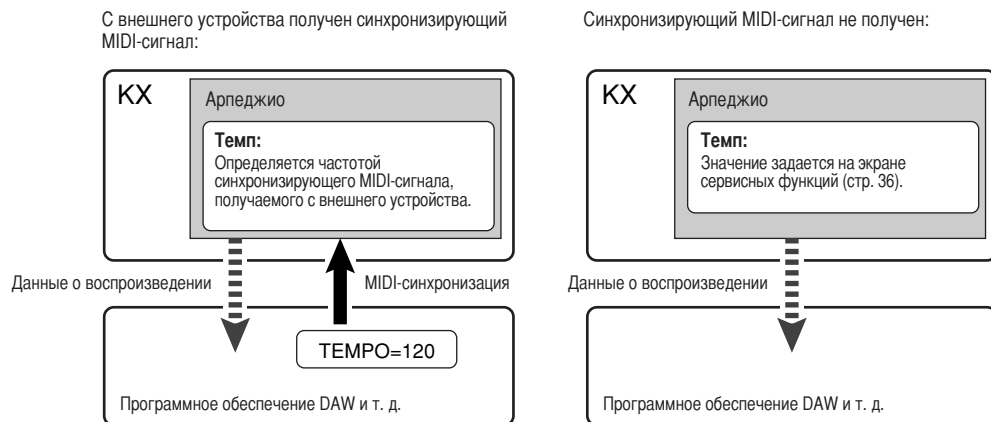 С внешнего устройства получен синхронизирующий
MIDI-сигнал:
KX
Арпеджио
Темп:
Определяется частотой
синхронизирующего MIDI-сигнала,
получаемого с внешнего устройства.
Данные о воспроизведении
MIDI-синхронизация
TEMPO=120
Программное обеспечение DAW и т. д.
Синхронизирующий MIDI-сигнал не получен:
KX
Арпеджио
Темп:
Значение задается на экране
сервисных функций (стр. 36).
Данные о воспроизведении
Программное обеспечение DAW и т. д.